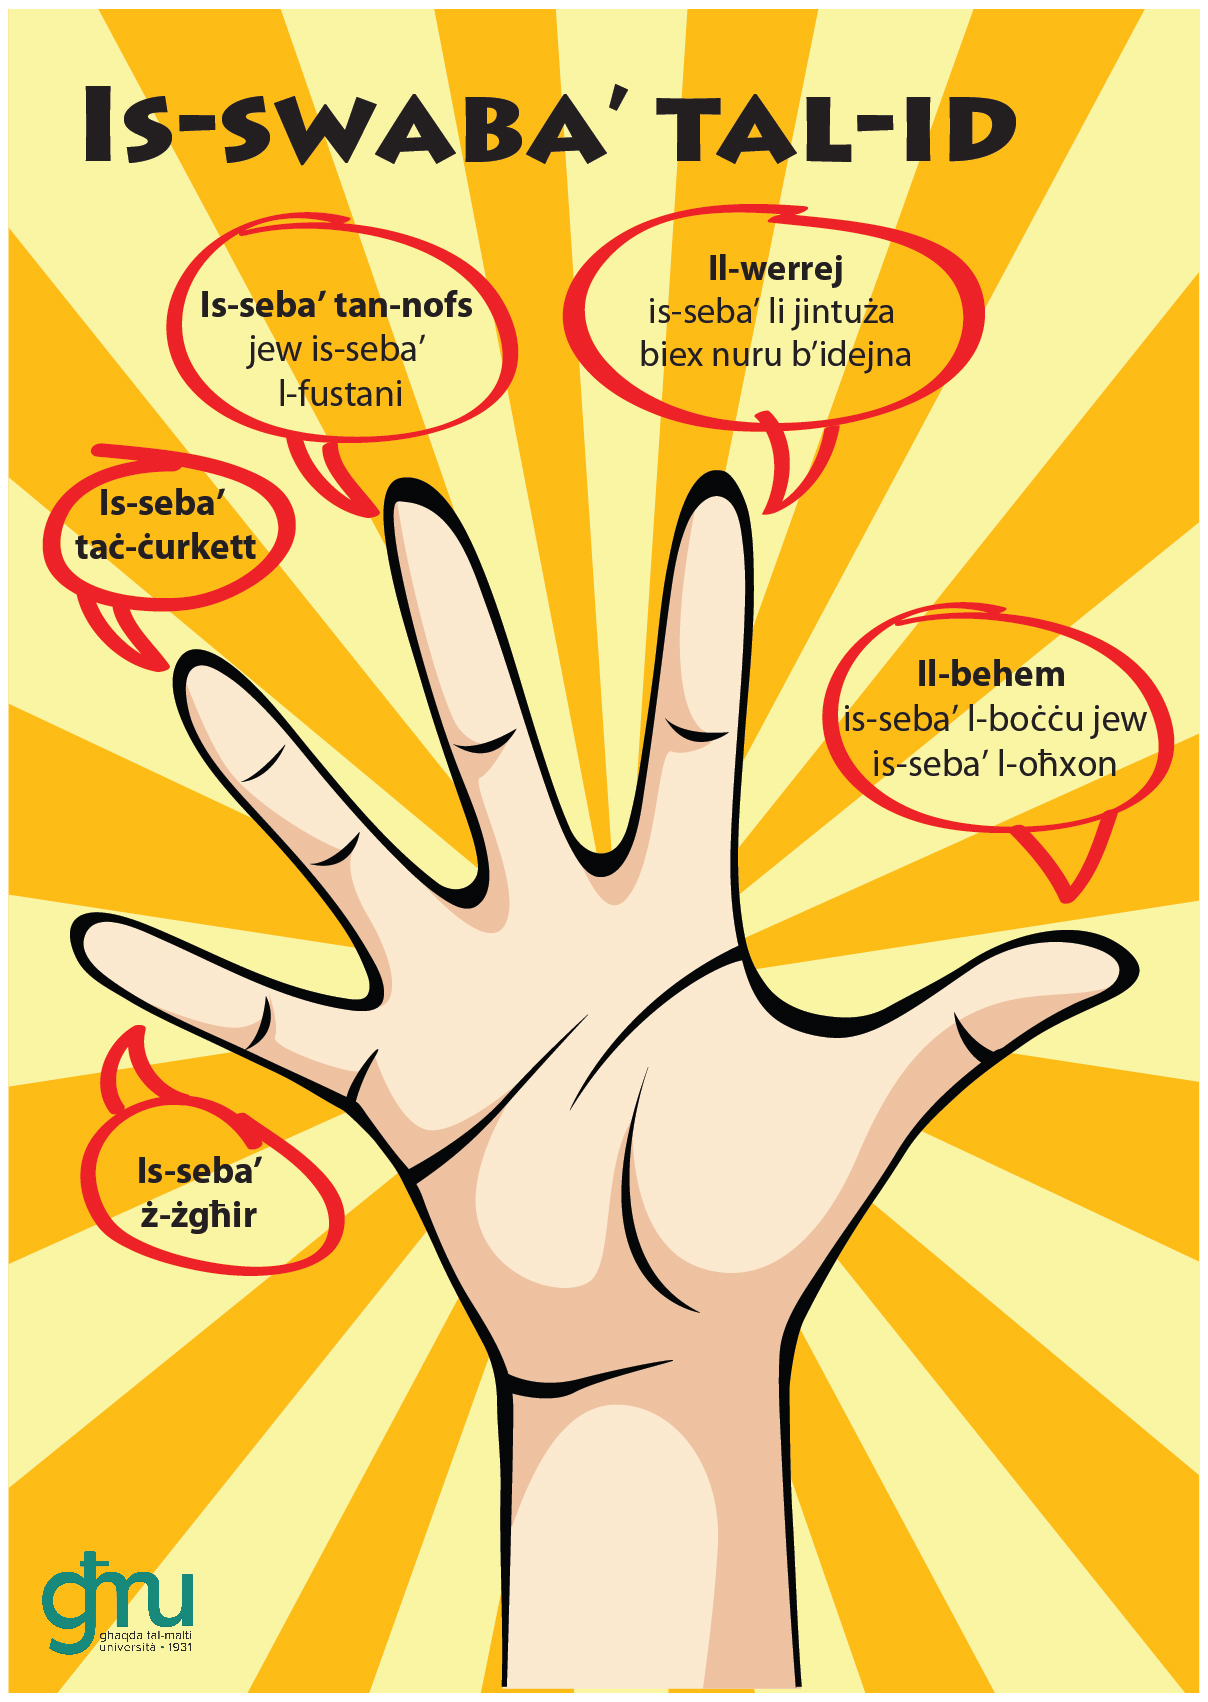 Is-swaba' tal-id
Is-seba' tan-nofs
jew is-seba'
l-fustani
Il-werrej
is-seba' li jintuża
biex nuru b'idejna
Is-seba'
taċ-ċurkett
Il-behem
is-seba' l-boċċu jew
is-seba' l-oħxon
Is-seba'
ż-żgħir
għmu
għaqda tal-malti
università • 1931